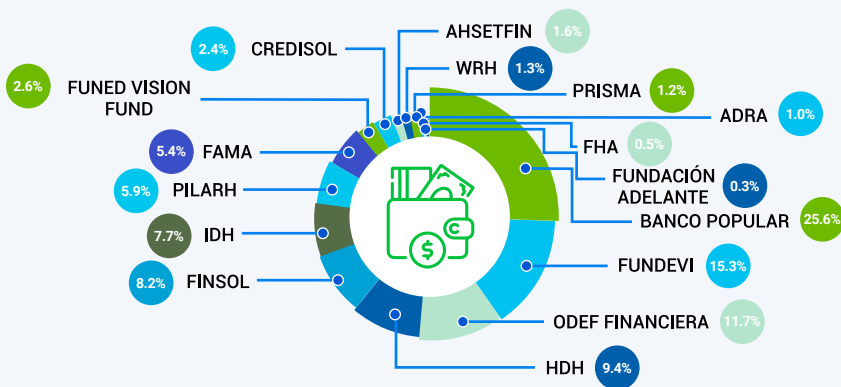 AHSETFIN 1.6%
2.4% CREDISOL
WRH 1.3%
2.6% FUNED VISION
FUND
PRISMA 1.2%
ADRA 1.0%
5.4% FAMA
FHA 0.5%
5.9% PILARH
FUNDACIÓN
ADELANTE 0.3%
BANCO POPULAR 25.6%
7.7% IDH
FUNDEVI 15.3%
8.2% FINSOL
ODEF FINANCIERA 11.7%
HDH 9.4%
$